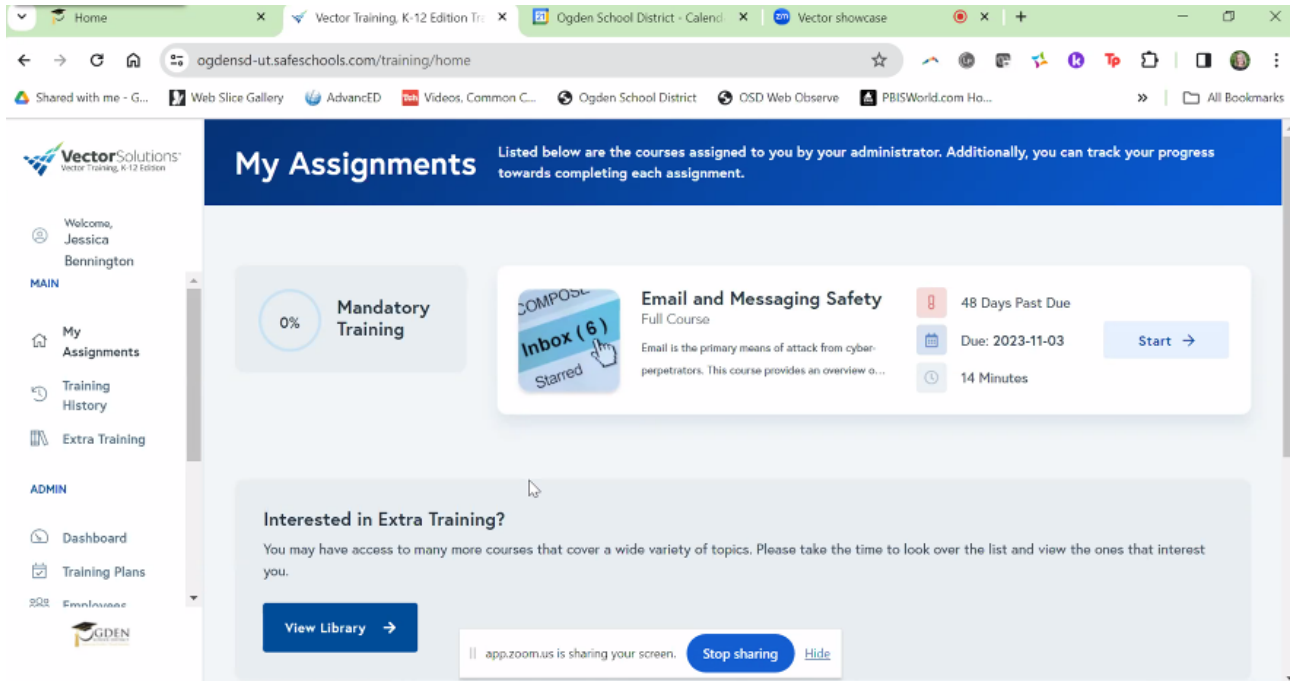 Home
Vector Training, K-12 Edition Tr
Ogden School District - Calend
Vector showcase
ogdensd-ut.safeschools.com/training/home
Shared with me - G...
Web Slice Gallery
AdvancED
Videos, Common C...
Ogden School District
OSD Web Observe
PBISWorld.com Ho...
All Bookmarks
VectorSolutions
Vector Training, K-12 Edition
My Assignments
Listed below are the courses assigned to you by your administrator. Additionally, you can track your progress
towards completing each assignment.
Welcome,
Jessica
Bennington
MAIN
My
Assignments
Training
History
Extra Training
ADMIN
Dashboard
Training Plans
Employees
OGDEN
0%
Mandatory
Training
COMPOSE
Inbox (6)
Starred
Email and Messaging Safety
Full Course
Email is the primary means of attack from cyber-
perpetrators. This course provides an overview o...
48 Days Past Due
Due: 2023-11-03
14 Minutes
Start →
Interested in Extra Training?
You may have access to many more courses that cover a wide variety of topics. Please take the time to look over the list and view the ones that interest
you.
View Library →
app.zoom.us is sharing your screen.
Stop sharing
Hide